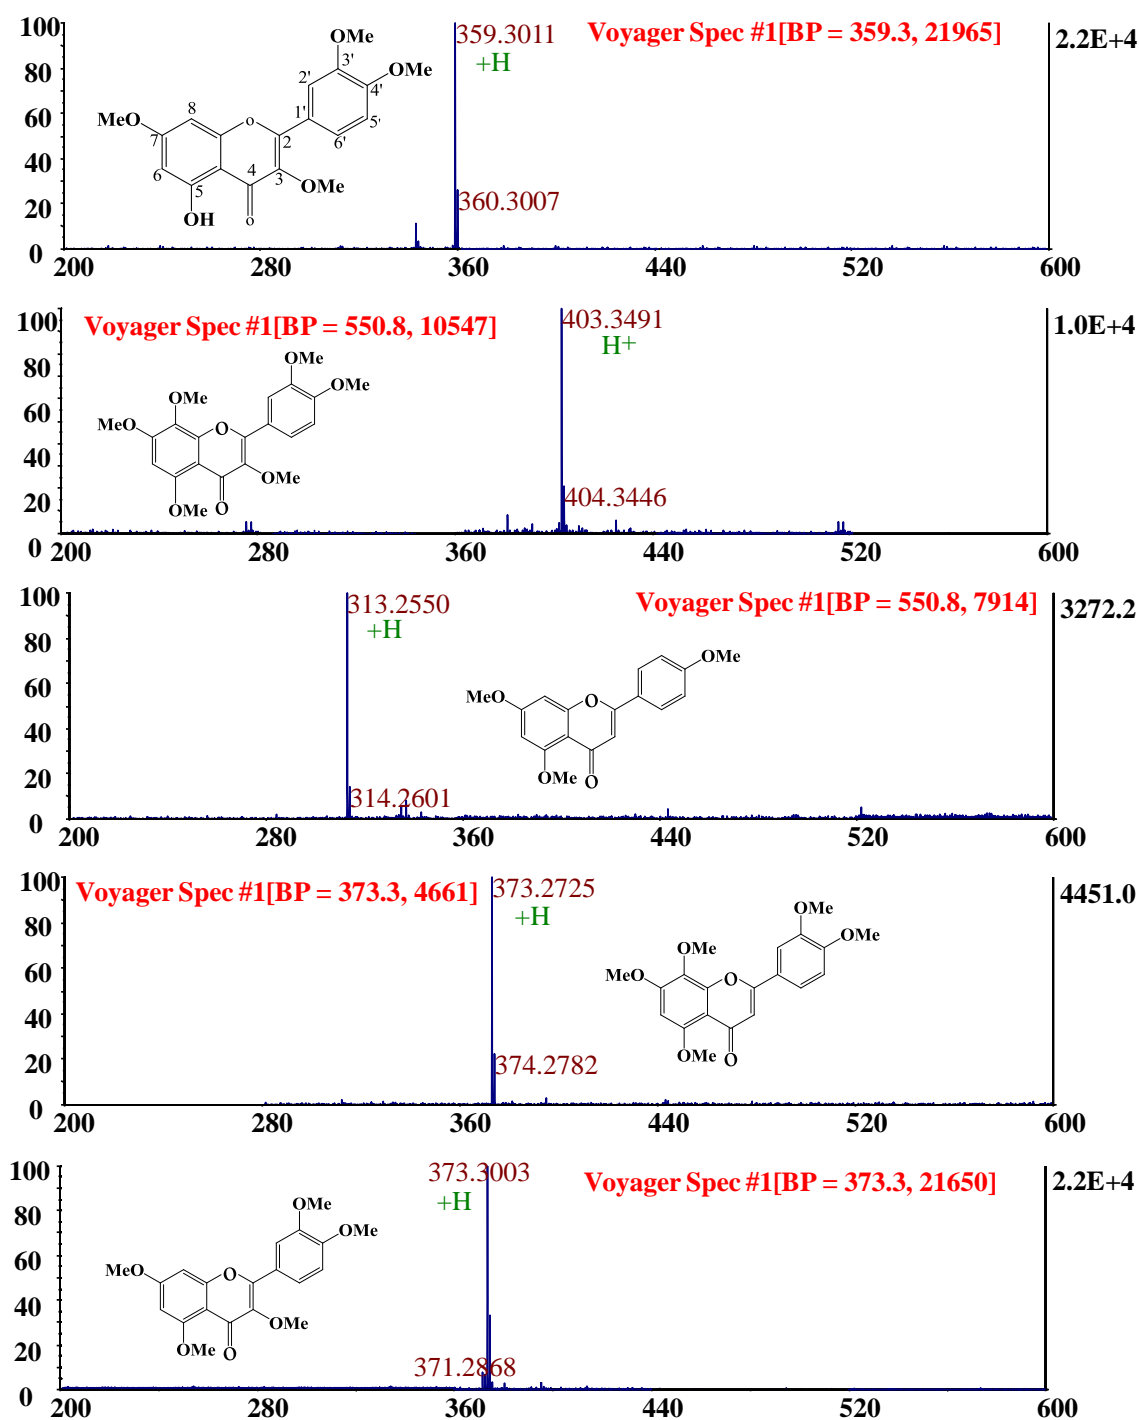 100
80
60
40
20
0
359.3011
+H
Voyager Spec #1[BP = 359.3, 21965]
2.2E+4
OMe
3'
OMe
2'
4'
1'
5'
6'
MeO
8
7
o
2
6
4
3
OMe
5
OH
o
360.3007
200 280 360 440 520 600
100
80
60
40
20
0
Voyager Spec #1[BP = 550.8, 10547]
403.3491
H+
1.0E+4
OMe
OMe
OMe
MeO
O
OMe
OMe
O
404.3446
200 280 360 440 520 600
100
80
60
40
20
0
313.2550
+H
Voyager Spec #1[BP = 550.8, 7914]
3272.2
OMe
MeO
O
OMe
O
314.2601
200 280 360 440 520 600
100
80
60
40
20
0
Voyager Spec #1[BP = 373.3, 4661]
373.2725
+H
4451.0
OMe
OMe
OMe
MeO
O
OMe
O
374.2782
200 280 360 440 520 600
100
80
60
40
20
0
373.3003
+H
Voyager Spec #1[BP = 373.3, 21650]
2.2E+4
OMe
OMe
MeO
O
OMe
OMe
O
371.2868
200 280 360 440 520 600